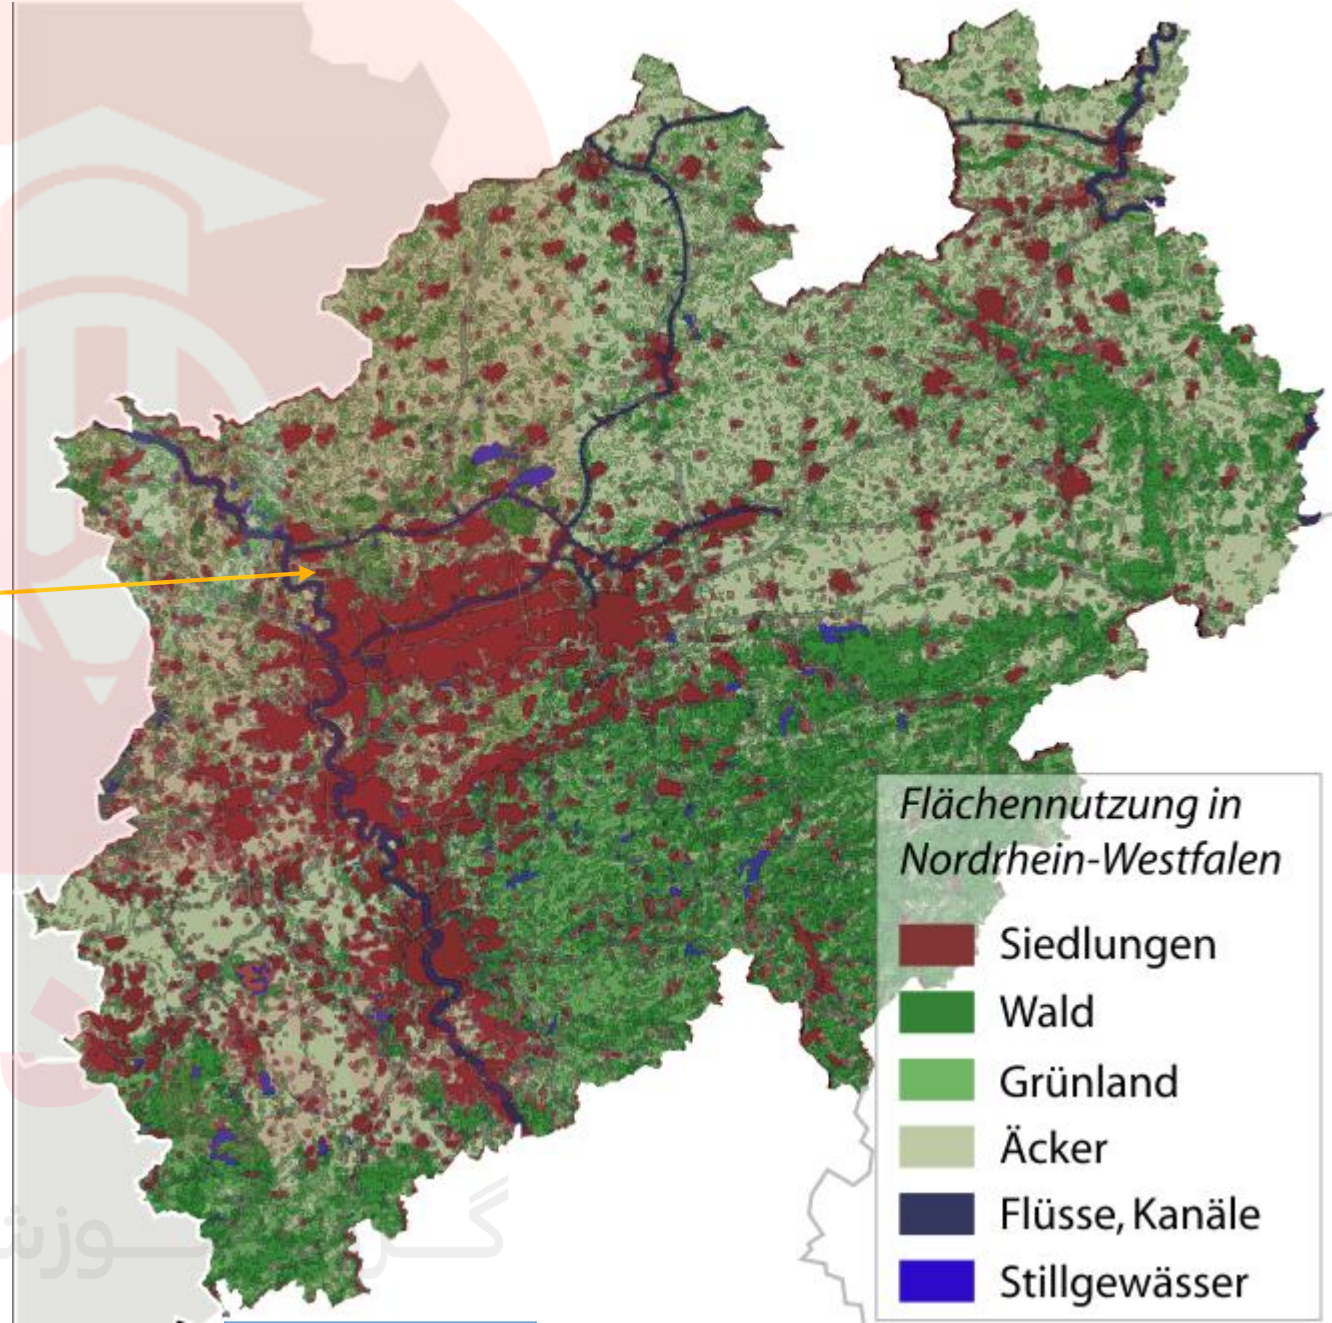 Flächennutzung in
Nordrhein-Westfalen
Siedlungen
Wald
Grünland
Äcker
Flüsse, Kanäle
Stillgewässer